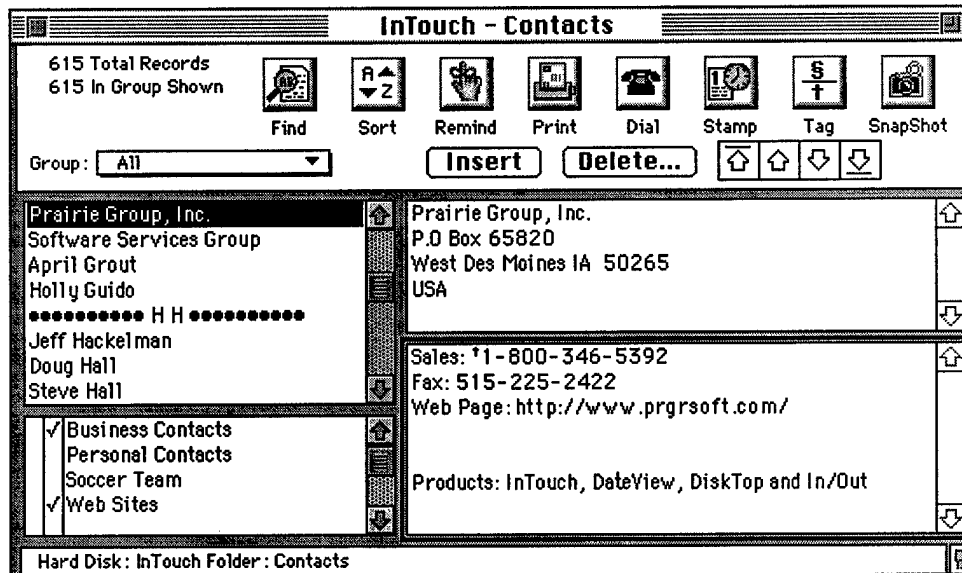 InTouch - Contacts
615 Total Records
615 In Group Shown
Find Sort Remind Print Dial Stamp Tag SnapShot
Group: All
Insert Delete...
Prairie Group, Inc.
Software Services Group
April Grout
Holly Guido
●●●●●●●●●● H H ●●●●●●●●●●
Jeff Hackelman
Doug Hall
Steve Hall
Prairie Group, Inc.
P.O Box 65820
West Des Moines IA 50265
USA
Sales: †1-800-346-5392
Fax: 515-225-2422
Web Page: http://www.prgrsoft.com/
Products: InTouch, DateView, DiskTop and In/Out
√ Business Contacts
Personal Contacts
Soccer Team
√ Web Sites
Hard Disk: InTouch Folder: Contacts